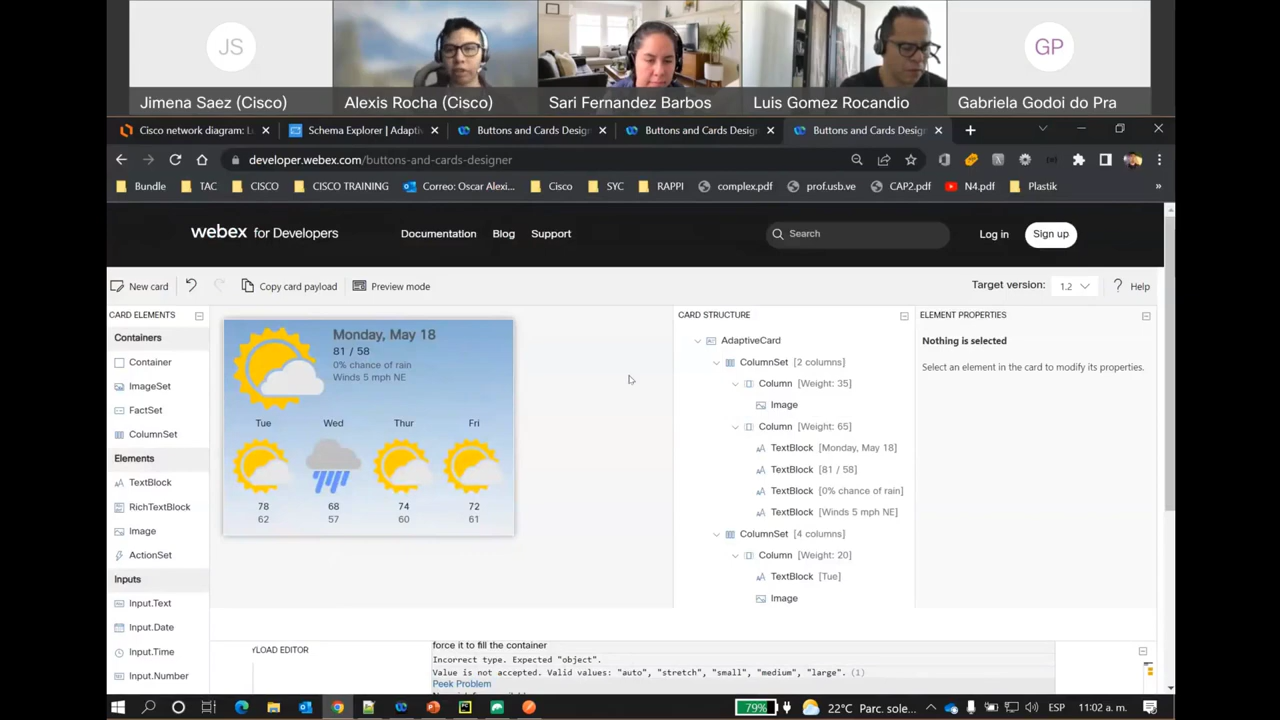 JS
GP
Jimena Saez (Cisco)
Alexis Rocha (Cisco)
Sari Fernandez Barbos
Luis Gomez Rocandio
Gabriela Godoi do Pra
Cisco network diagram: L
Schema Explorer | Adapti
Buttons and Cards Design
Buttons and Cards Design
Buttons and Cards Design
developer.webex.com/buttons-and-cards-designer
Bundle
TAC
CISCO
CISCO TRAINING
Correo: Oscar Alexi...
Cisco
SYC
RAPPI
complex.pdf
prof.usb.ve
CAP2.pdf
N4.pdf
Plastik
»
webex for Developers
Documentation
Blog
Support
Search
Log in
Sign up
New card
Copy card payload
Preview mode
Target version:
1.2
? Help
CARD ELEMENTS
Containers
Container
ImageSet
FactSet
ColumnSet
Elements
TextBlock
RichTextBlock
Image
ActionSet
Inputs
Input.Text
Input.Date
Input.Time
Input.Number
Monday, May 18
81 / 58
0% chance of rain
Winds 5 mph NE
Tue
Wed
Thur
Fri
78
68
74
72
62
57
60
61
CARD STRUCTURE
AdaptiveCard
ColumnSet [2 columns]
Column [Weight: 35]
Image
Column [Weight: 65]
TextBlock [Monday, May 18]
TextBlock [81 / 58]
TextBlock [0% chance of rain]
TextBlock [Winds 5 mph NE]
ColumnSet [4 columns]
Column [Weight: 20]
TextBlock [Tue]
Image
ELEMENT PROPERTIES
Nothing is selected
Select an element in the card to modify its properties.
YLOAD EDITOR
force it to fill the container
Incorrect type. Expected "object".
Value is not accepted. Valid values: "auto", "stretch", "small", "medium", "large". (1)
Peek Problem
79%
22°C Parc. sole...
ESP
11:02 a. m.